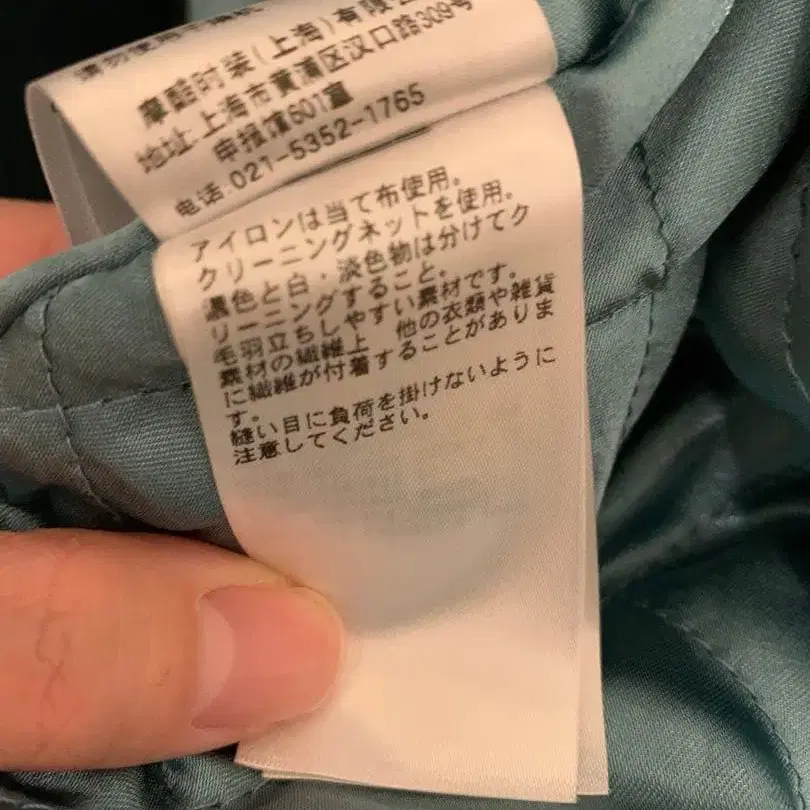 请勿使用
摩酷时装(上海)有限
地址:上海市黄浦区汉口路309号
申报馆601室
电话:021-5352-1765
アイロンは当て布使用。
クリーニングネットを使用。
濃色と白・淡色物は分けてク
リーニングすること。
毛羽立ちしやすい素材です。
素材の繊維上 他の衣類や雑貨
に繊維が付着することがありま
す。
縫い目に負荷を掛けないように
注意してください。